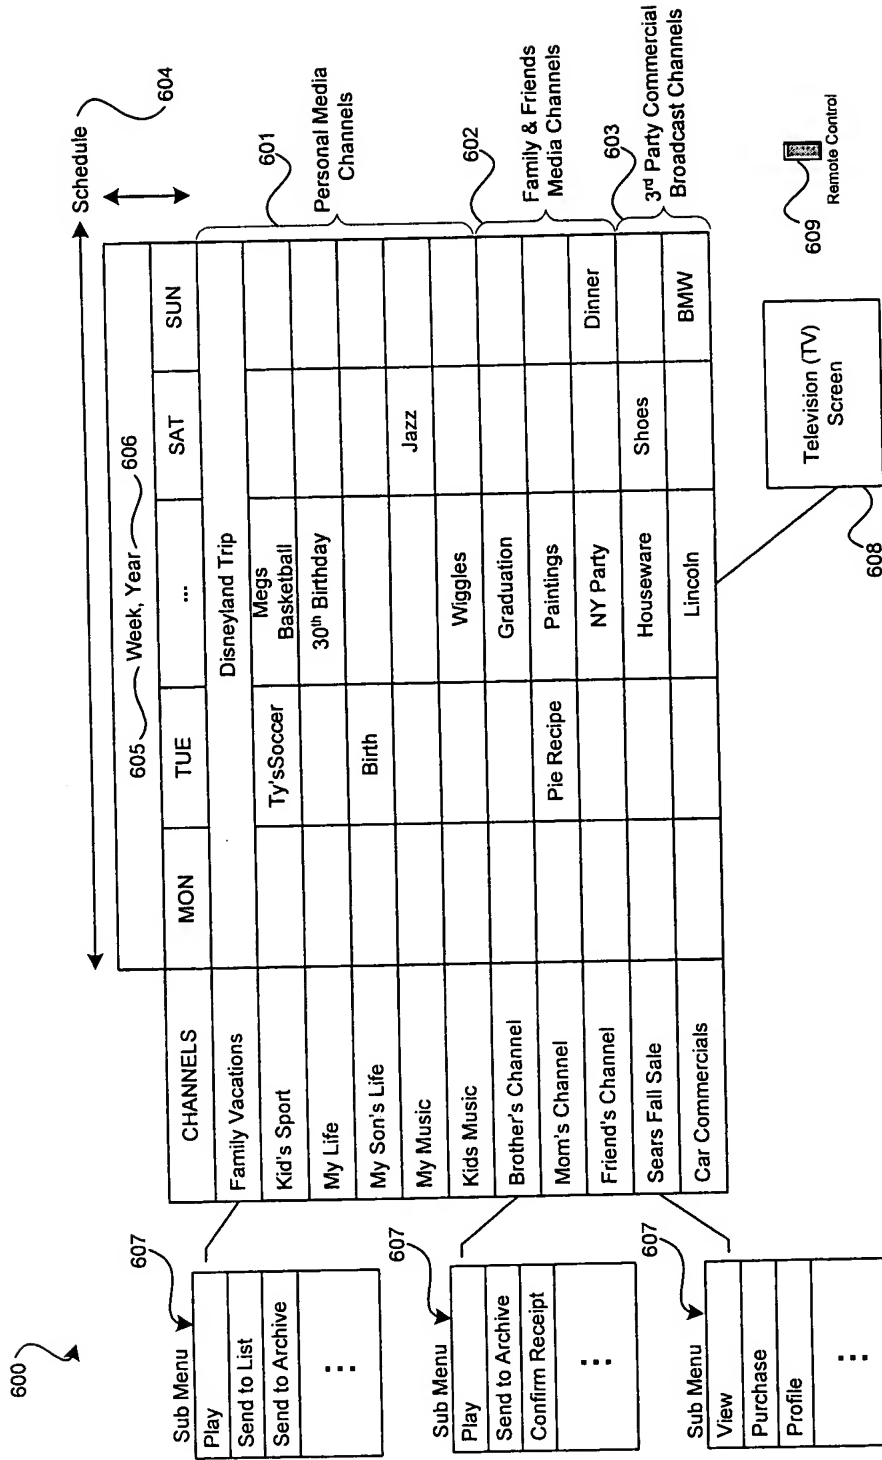 600
Schedule
604
605 Week, Year 606
CHANNELS MON TUE ... SAT SUN
Family Vacations Disneyland Trip
Kid's Sport Ty'sSoccer Megs
Basketball
My Life 30th Birthday
My Son's Life Birth
My Music Jazz
Kids Music Wiggles
Brother's Channel Graduation
Mom's Channel Pie Recipe Paintings
Friend's Channel NY Party Dinner
Sears Fall Sale Houseware Shoes
Car Commercials Lincoln BMW
601
Personal Media
Channels
602
Family & Friends
Media Channels
603
3rd Party Commercial
Broadcast Channels
Sub Menu 607
Play
Send to List
Send to Archive
...
Sub Menu 607
Play
Send to Archive
Confirm Receipt
...
Sub Menu 607
View
Purchase
Profile
...
608
Television (TV)
Screen
609
Remote Control